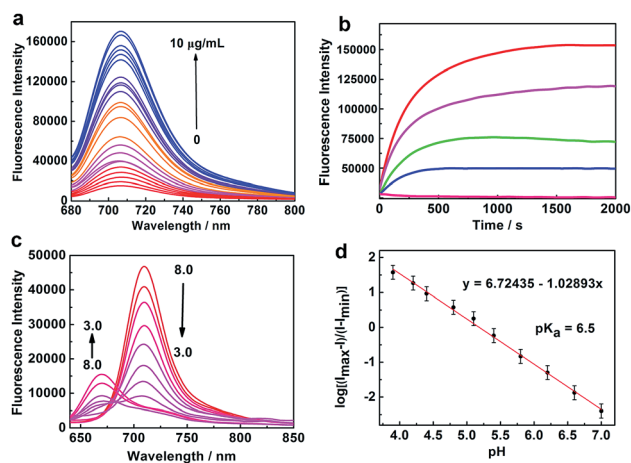 a
Fluorescence Intensity
160000
140000
120000
100000
80000
60000
40000
20000
0
10 μg/mL
0
680 700 720 740 760 780 800
Wavelength / nm
b
Fluorescence Intensity
150000
125000
100000
75000
50000
0 500 1000 1500 2000
Time / s
c
Fluorescence Intensity
50000
40000
30000
20000
10000
0
8.0
3.0
3.0
8.0
650 700 750 800 850
Wavelength / nm
d
log[(Imax-I)/(I-Imin)]
2
1
0
-1
-2
y = 6.72435 - 1.02893x
pKa = 6.5
4.0 4.5 5.0 5.5 6.0 6.5 7.0
pH